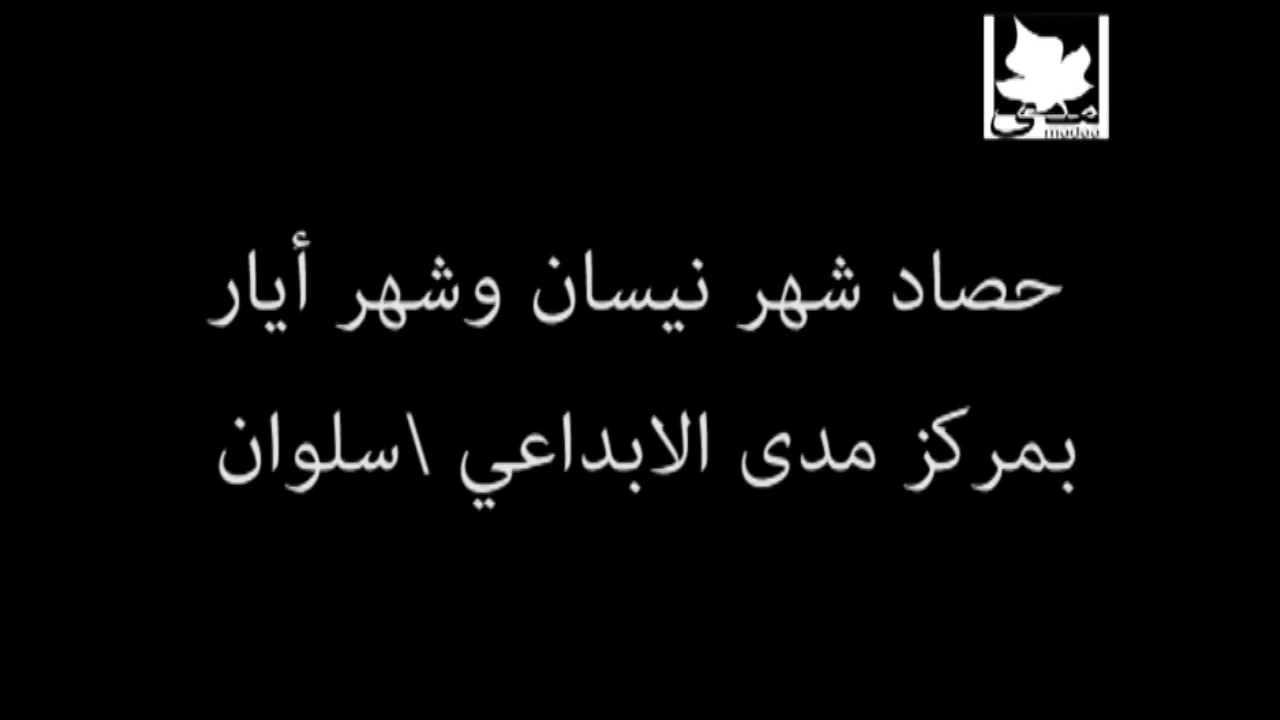 مدى
madaa
حصاد شهر نيسان وشهر أيار
بمركز مدى الابداعي \سلوان